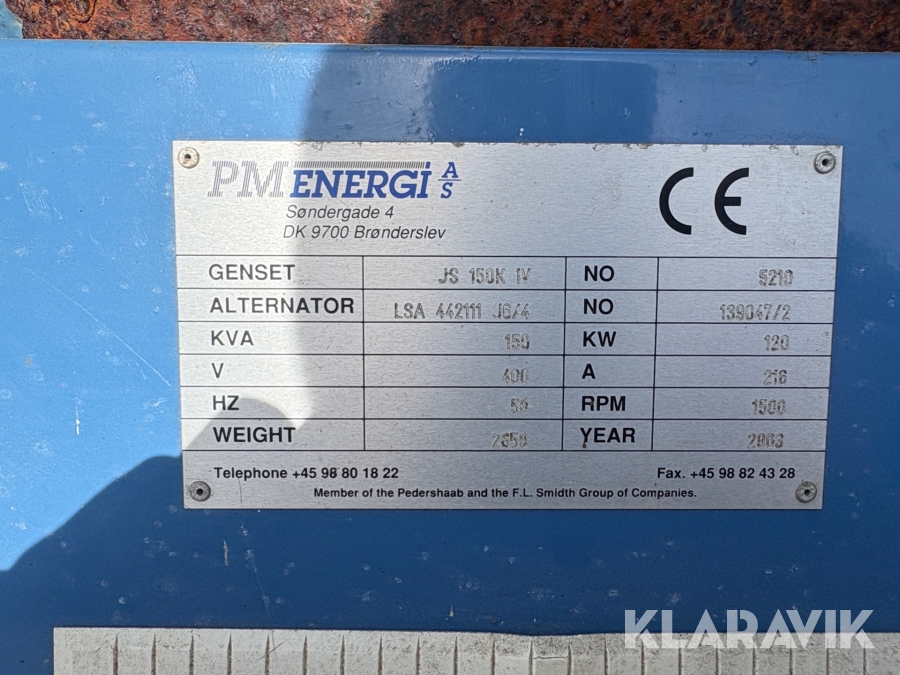 PM ENERGI A/S
Søndergade 4
DK 9700 Brønderslev
CE
GENSET JS 150K IV NO 5210
ALTERNATOR LSA 442111 J6/4 NO 139047/2
KVA 150 KW 120
V 400 A 216
HZ 50 RPM 1500
WEIGHT 2650 YEAR 2003
Telephone +45 98 80 18 22 Fax. +45 98 82 43 28
Member of the Pedershaab and the F.L. Smidth Group of Companies.
KLARAVIK